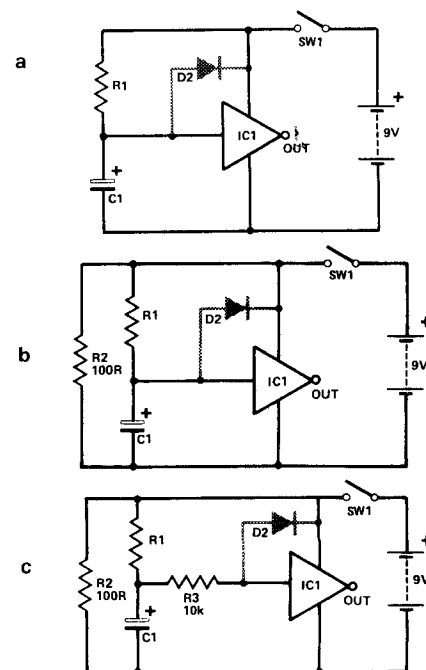 a
SW1
R1
D2
+
IC1
OUT
9V
+
C1
b
SW1
R1
D2
+
R2
100R
IC1
OUT
9V
+
C1
c
SW1
R1
D2
+
R2
100R
R3
10k
IC1
OUT
9V
+
C1